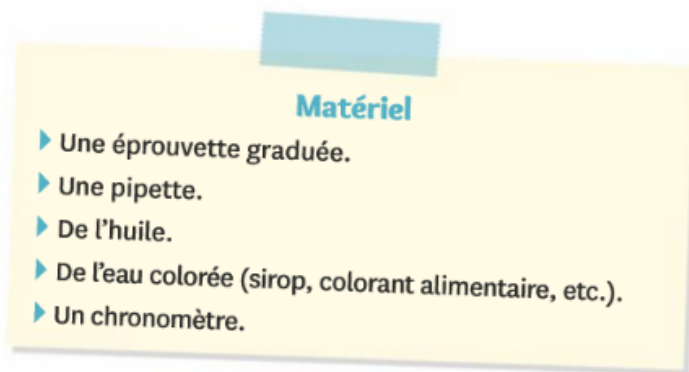 Matériel
Une éprouvette graduée.
Une pipette.
De l'huile.
De l'eau colorée (sirop, colorant alimentaire, etc.).
Un chronomètre.